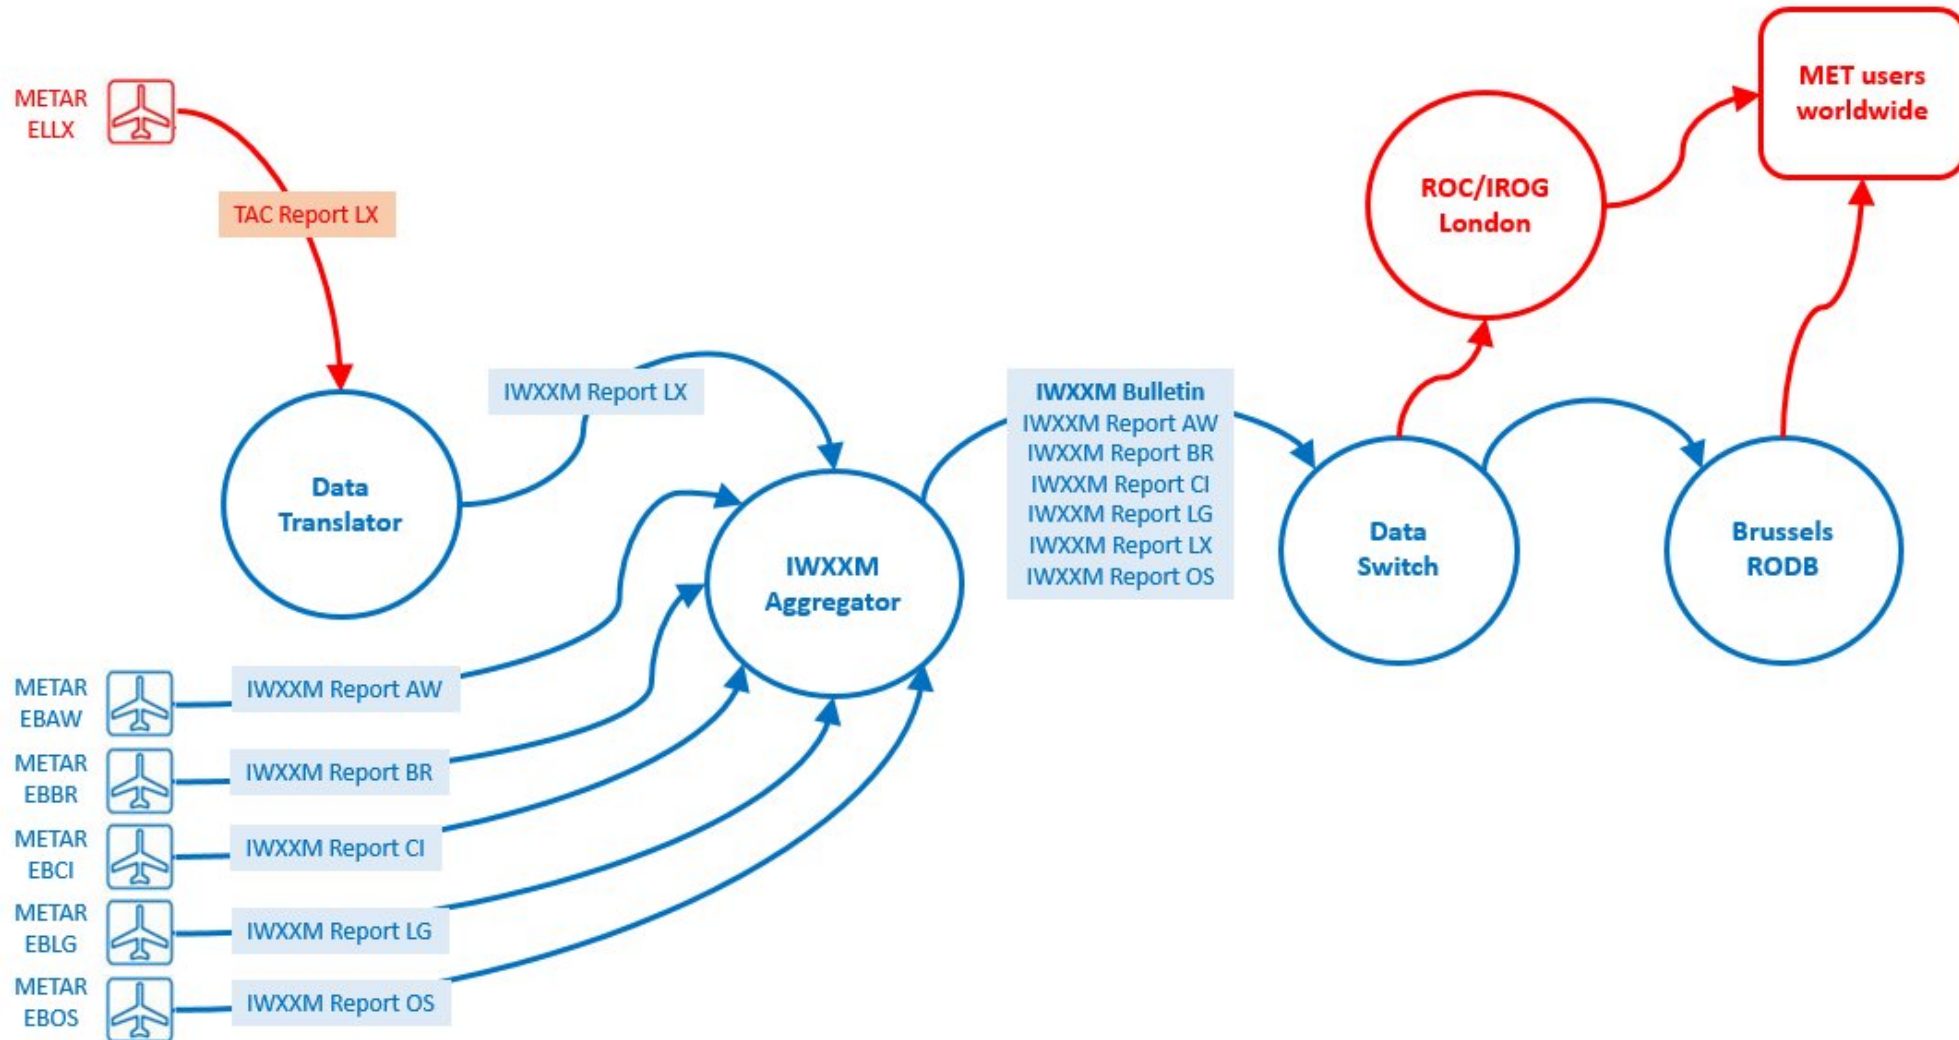 METAR
ELLX
TAC Report LX
Data
Translator
IWXXM Report LX
METAR
EBAW
IWXXM Report AW
METAR
EBBR
IWXXM Report BR
METAR
EBCI
IWXXM Report CI
METAR
EBLG
IWXXM Report LG
METAR
EBOS
IWXXM Report OS
IWXXM
Aggregator
IWXXM Bulletin
IWXXM Report AW
IWXXM Report BR
IWXXM Report CI
IWXXM Report LG
IWXXM Report LX
IWXXM Report OS
Data
Switch
ROC/IROG
London
Brussels
RODB
MET users
worldwide